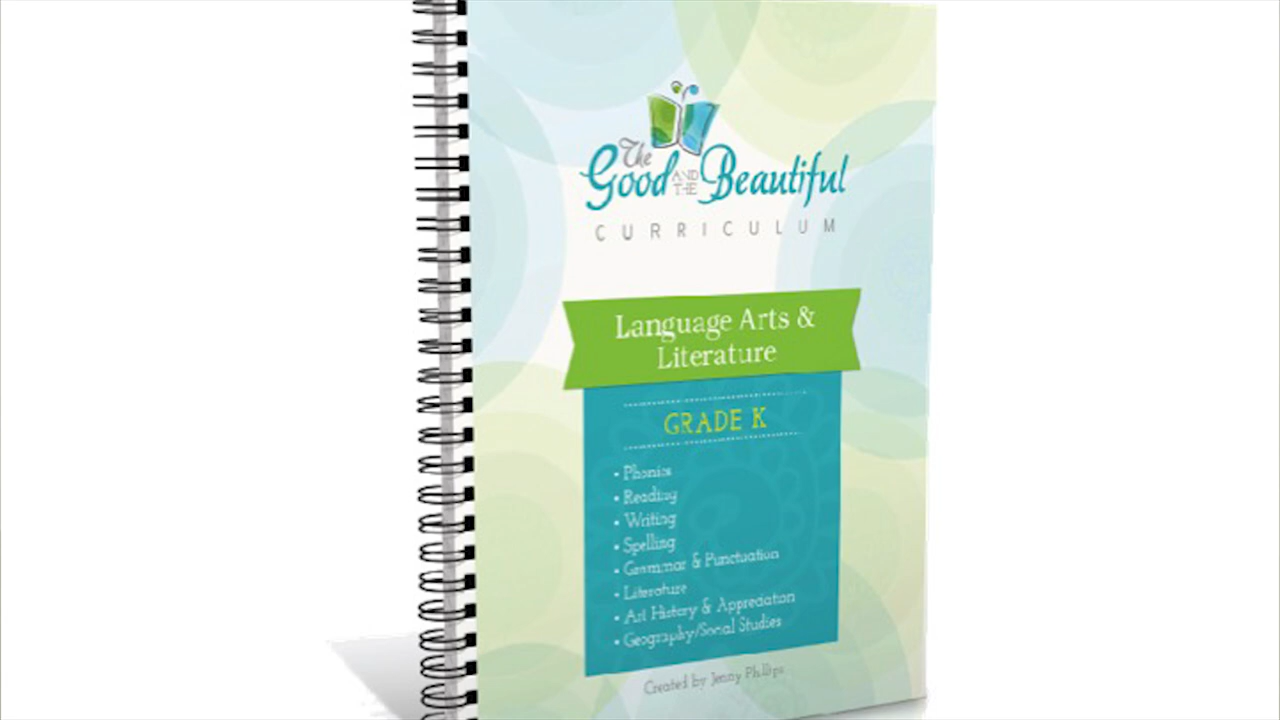 The
Good AND THE Beautiful
CURRICULUM
Language Arts &
Literature
GRADE K
• Phonics
• Reading
• Writing
• Spelling
• Grammar & Punctuation
• Literature
• Art History & Appreciation
• Geography/Social Studies
Created by Jenny Phillips